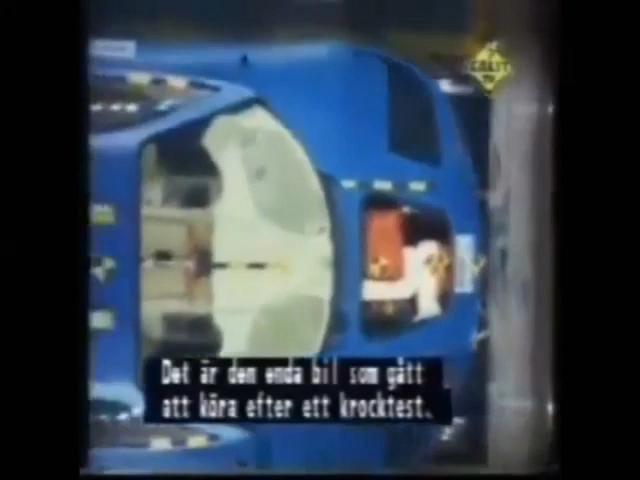 Det är den enda bil som gått
att köra efter ett krocktest.